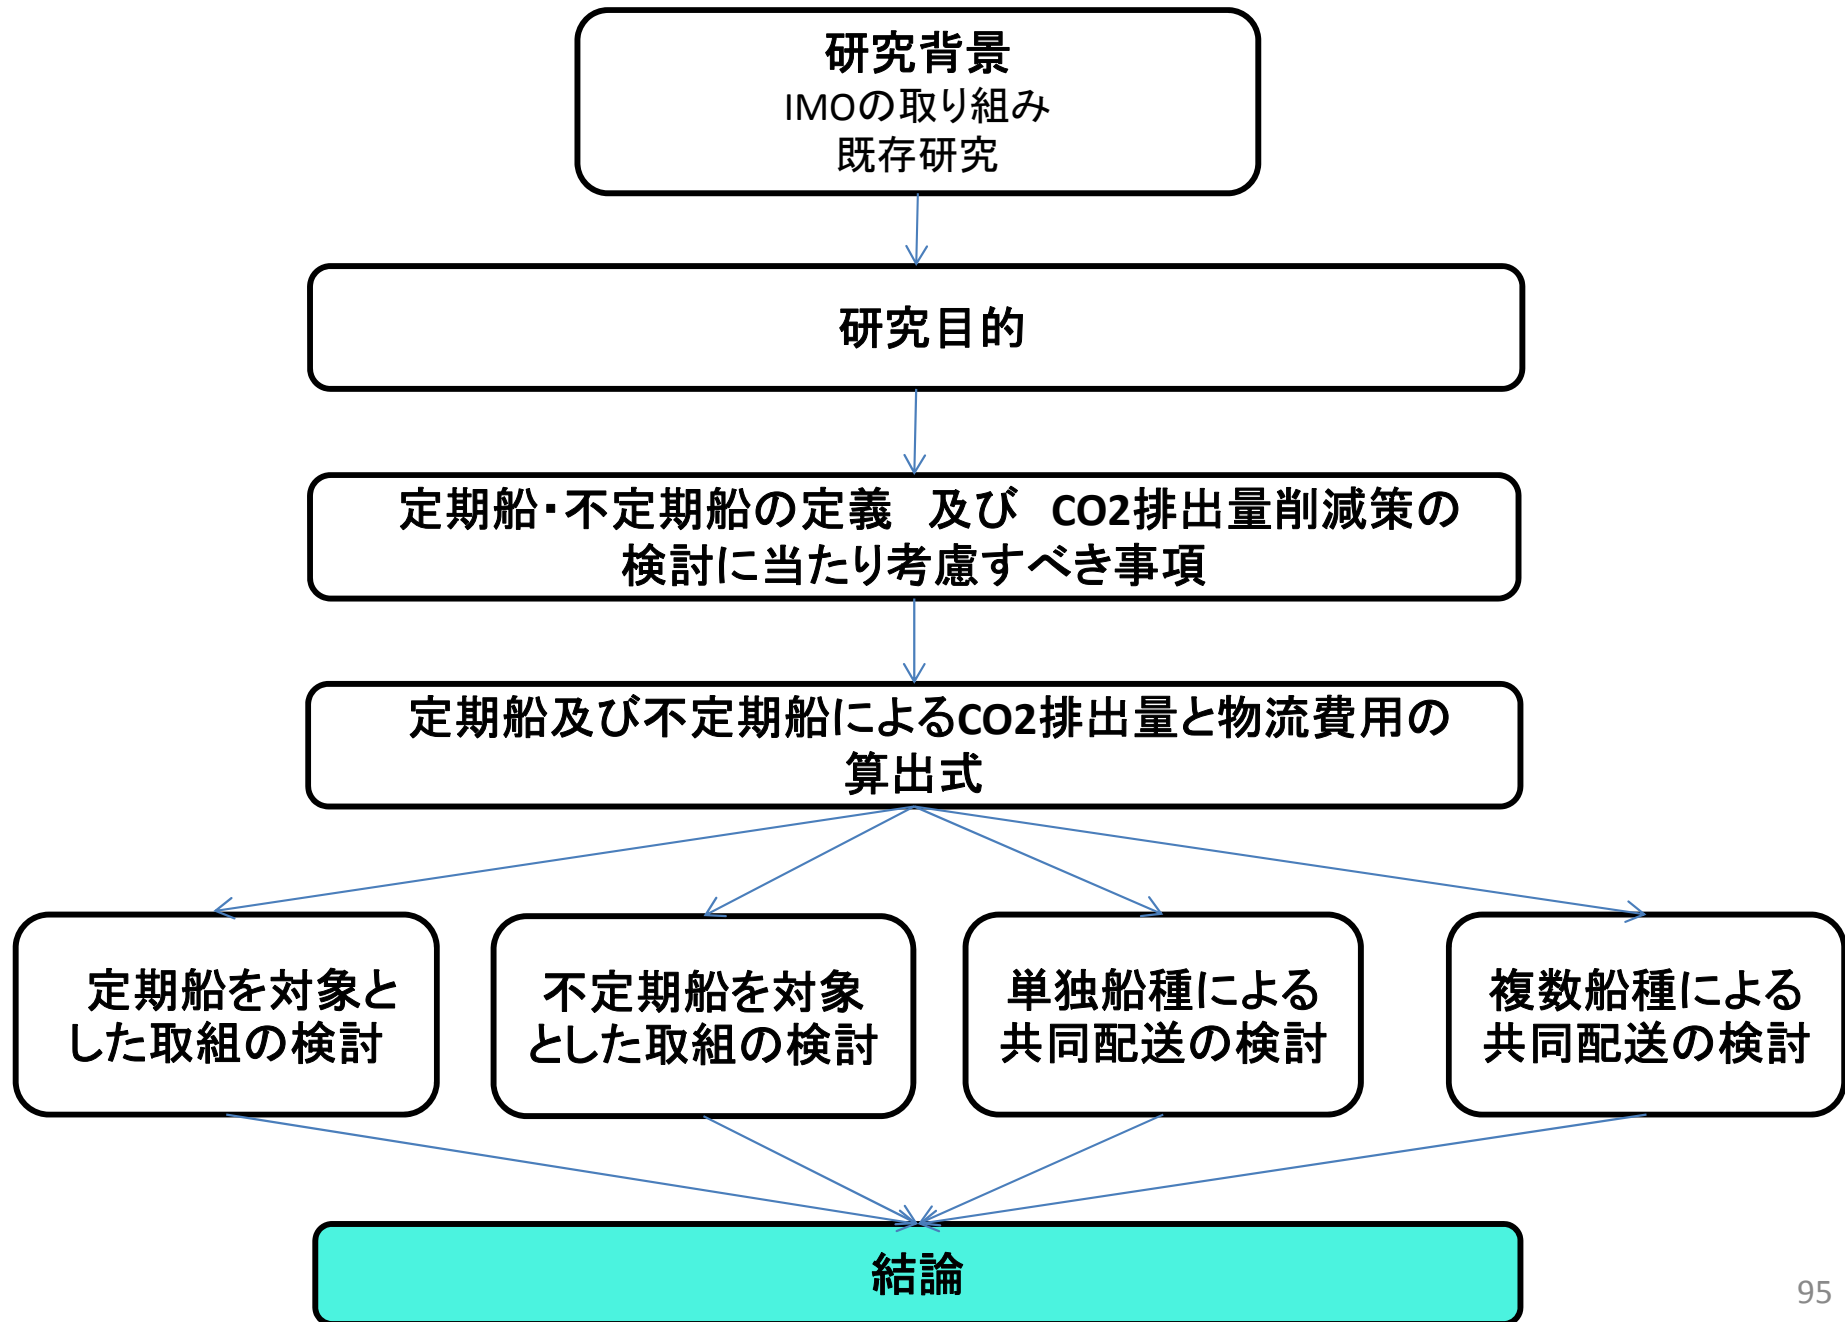 研究背景
IMOの取り組み
既存研究
研究目的
定期船・不定期船の定義　及び　CO2排出量削減策の
検討に当たり考慮すべき事項
定期船及び不定期船によるCO2排出量と物流費用の
算出式
定期船を対象と
した取組の検討
不定期船を対象
とした取組の検討
単独船種による
共同配送の検討
複数船種による
共同配送の検討
結論
95